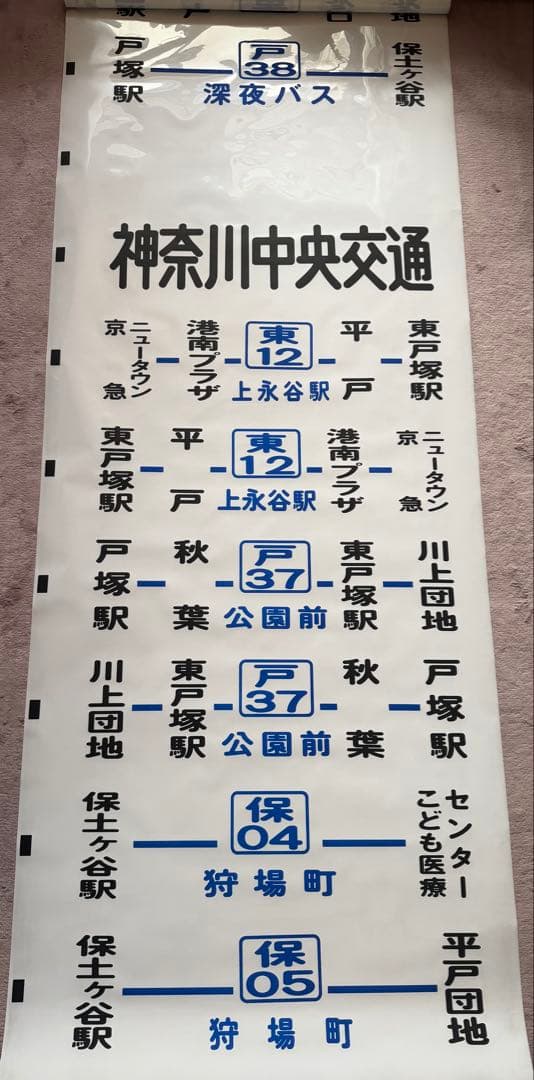 戸塚駅 戸38 深夜バス 保土ヶ谷駅
神奈川中央交通
京急ニュータウン 港南プラザ 東12 上永谷駅 平戸 東戸塚駅
東戸塚駅 平戸 東12 上永谷駅 港南プラザ 京急ニュータウン
戸塚駅 秋葉 戸37 公園前 東戸塚駅 川上団地
川上団地 東戸塚駅 戸37 公園前 秋葉 戸塚駅
保土ヶ谷駅 保04 狩場町 こども医療センター
保土ヶ谷駅 保05 狩場町 平戸団地